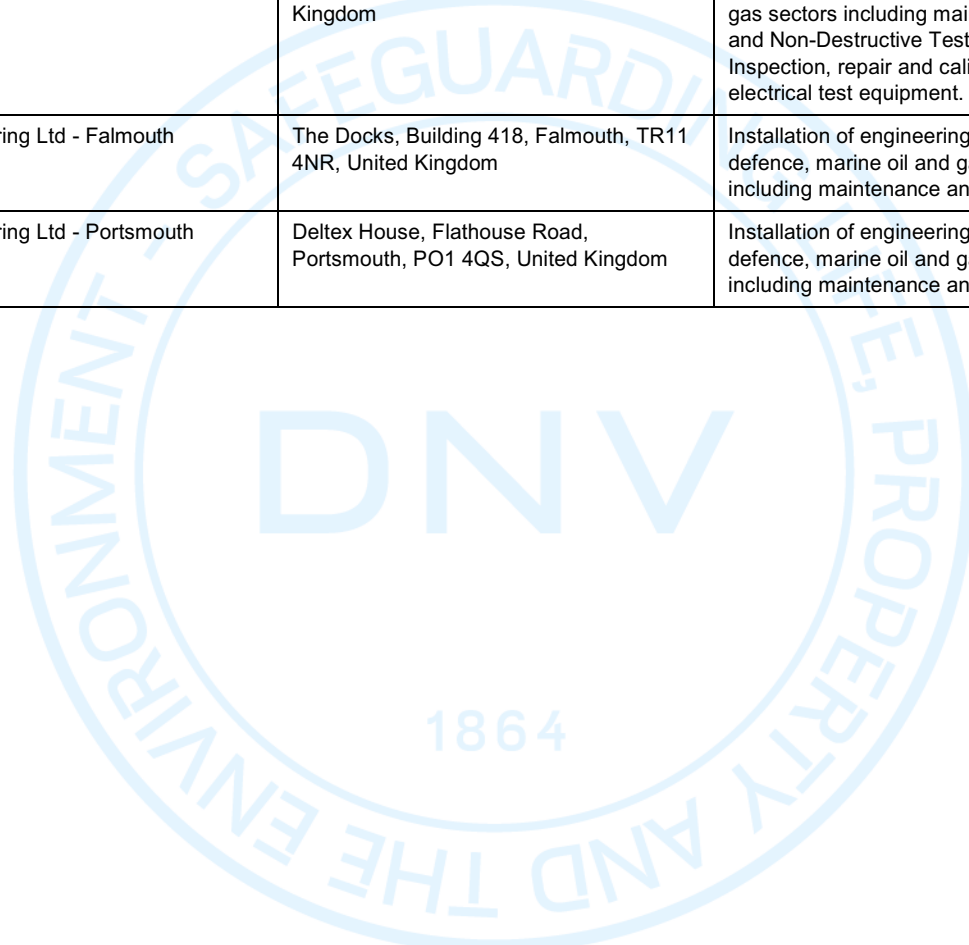 Kingdom
gas sectors including mai
and Non-Destructive Test
Inspection, repair and cali
electrical test equipment.
ring Ltd - Falmouth
The Docks, Building 418, Falmouth, TR11
4NR, United Kingdom
Installation of engineering
defence, marine oil and ga
including maintenance an
ring Ltd - Portsmouth
Deltex House, Flathouse Road,
Portsmouth, PO1 4QS, United Kingdom
Installation of engineering
defence, marine oil and ga
including maintenance an
SAFEGUARDING LIFE, PROPERTY AND THE ENVIRONMENT -
DNV
1864